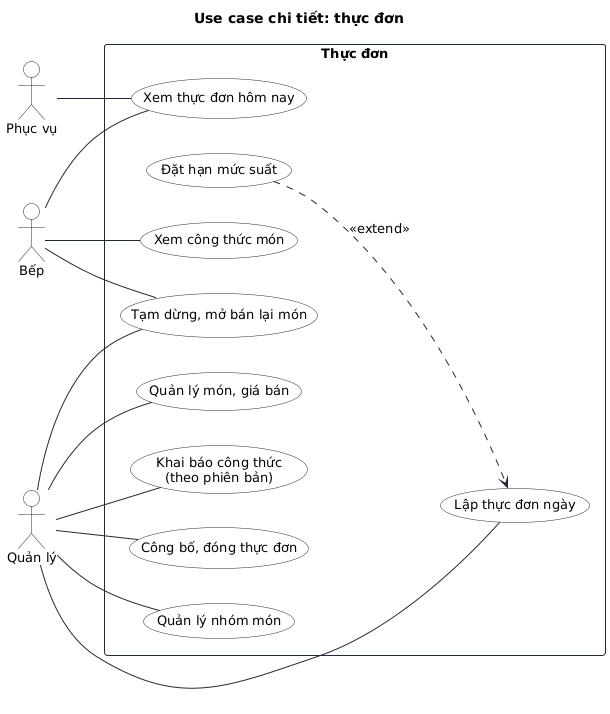 Use case chi tiết: thực đơn
Thực đơn
Phục vụ
Xem thực đơn hôm nay
Đặt hạn mức suất
«extend»
Bếp
Xem công thức món
Tạm dừng, mở bán lại món
Quản lý món, giá bán
Khai báo công thức
(theo phiên bản)
Lập thực đơn ngày
Công bố, đóng thực đơn
Quản lý
Quản lý nhóm món